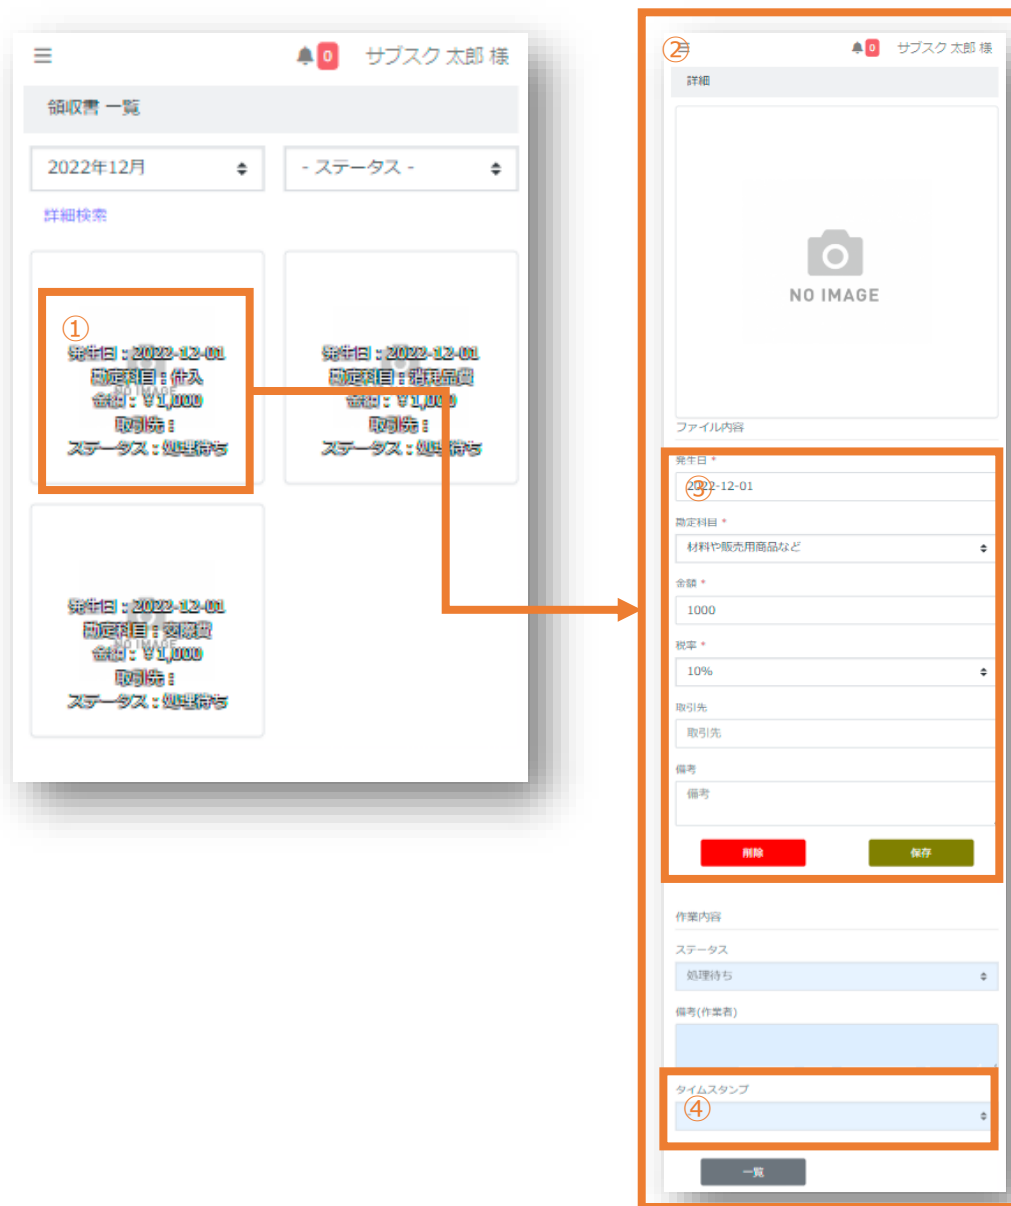 ☰ 🔔 0 サブスク 太郎 様
領収書 一覧
2022年12月
- ステータス -
詳細検索
①
発生日：2022-12-01
勘定科目：仕入
NO IMAGE
金額：￥1,000
取引先：
ステータス：処理待ち
発生日：2022-12-01
勘定科目：消耗品費
金額：￥1,000
取引先：
ステータス：処理待ち
発生日：2022-12-01
勘定科目：交際費
NO IMAGE
金額：￥1,000
取引先：
ステータス：処理待ち
②
0 サブスク 太郎 様
詳細
NO IMAGE
ファイル内容
発生日 *
③
2022-12-01
勘定科目 *
材料や販売用商品など
金額 *
1000
税率 *
10%
取引先
取引先
備考
備考
削除 保存
作業内容
ステータス
処理待ち
備考(作業者)
タイムスタンプ
④
一覧